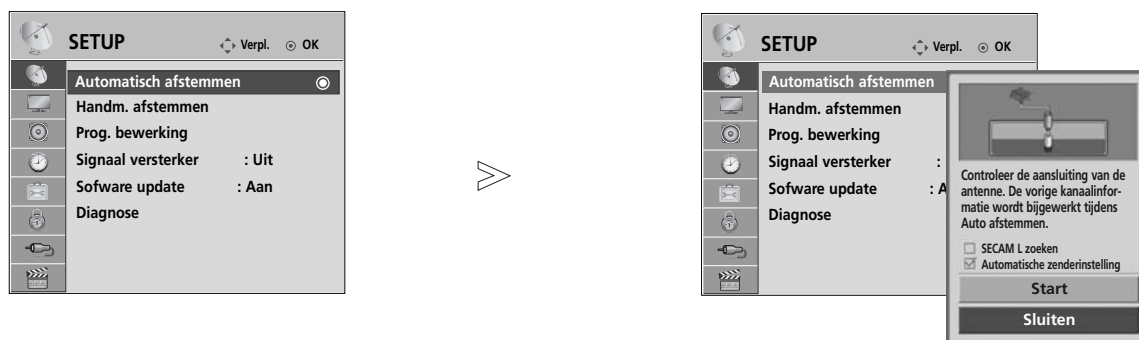 SETUP Verpl. OK
Automatisch afstemmen
Handm. afstemmen
Prog. bewerking
Signaal versterker : Uit
Sofware update : Aan
Diagnose
SETUP Verpl. OK
Automatisch afstemmen
Handm. afstemmen
Prog. bewerking
Signaal versterker :
Sofware update : A
Diagnose
Controleer de aansluiting van de
antenne. De vorige kanaalinfor-
matie wordt bijgewerkt tijdens
Auto afstemmen.
SECAM L zoeken
Automatische zenderinstelling
Start
Sluiten